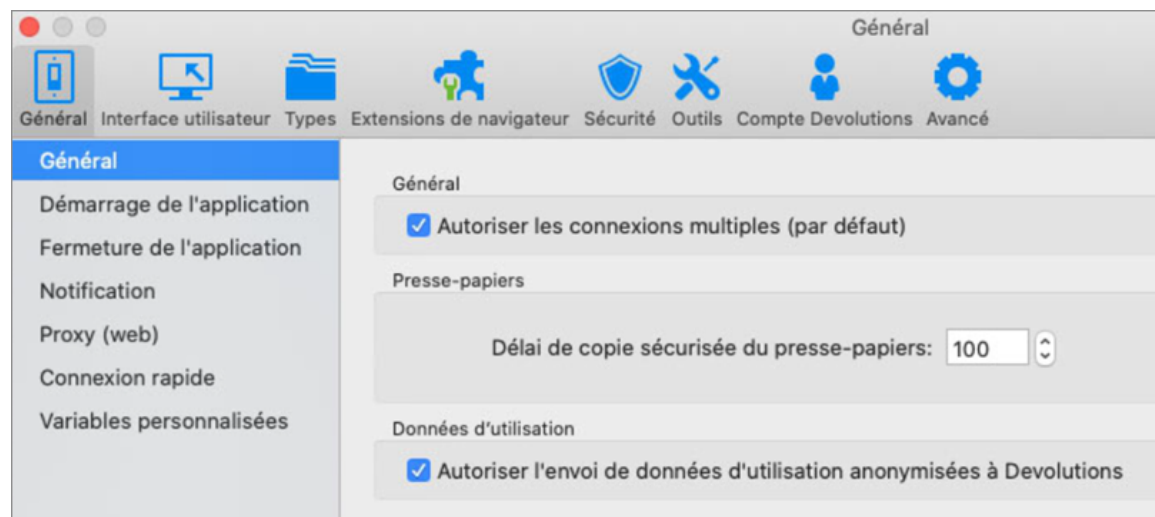 Général
Général Interface utilisateur Types Extensions de navigateur Sécurité Outils Compte Devolutions Avancé
Général
Démarrage de l'application
Fermeture de l'application
Notification
Proxy (web)
Connexion rapide
Variables personnalisées
Général
Autoriser les connexions multiples (par défaut)
Presse-papiers
Délai de copie sécurisée du presse-papiers: 100
Données d’utilisation
Autoriser l'envoi de données d'utilisation anonymisées à Devolutions